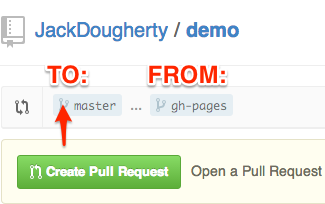 JackDougherty / demo
TO: FROM:
master ... gh-pages
Create Pull Request Open a Pull Request